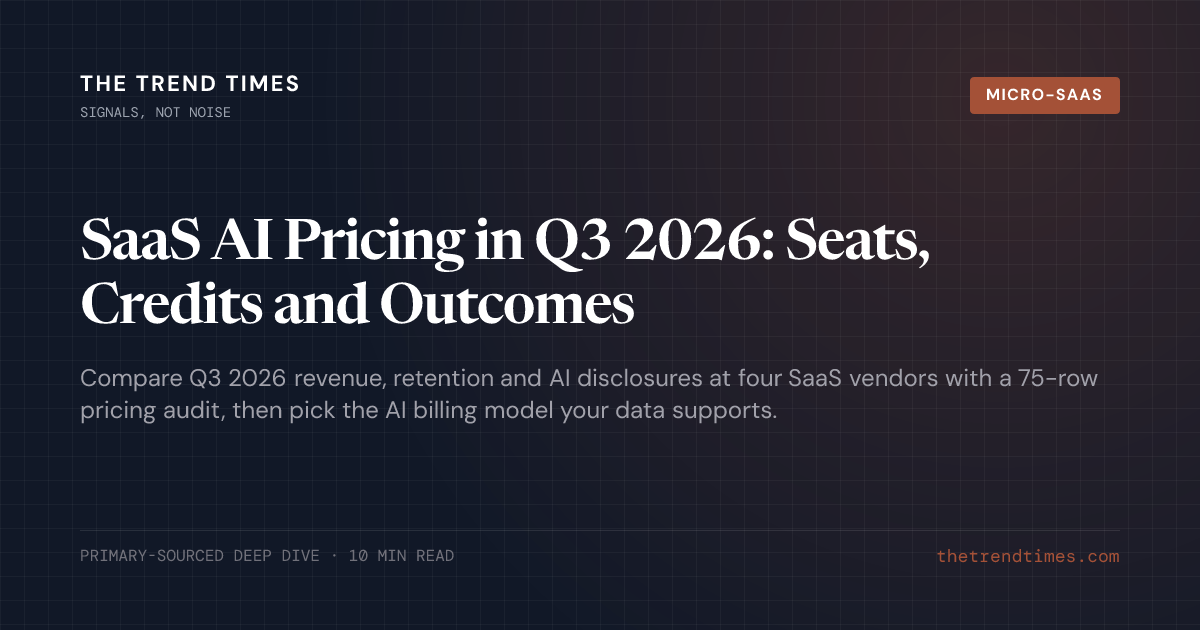 THE TREND TIMES
SIGNALS, NOT NOISE
MICRO-SAAS
SaaS AI Pricing in Q3 2026: Seats,
Credits and Outcomes
Compare Q3 2026 revenue, retention and AI disclosures at four SaaS vendors with a 75-row
pricing audit, then pick the AI billing model your data supports.
PRIMARY-SOURCED DEEP DIVE · 10 MIN READ
thetrendtimes.com